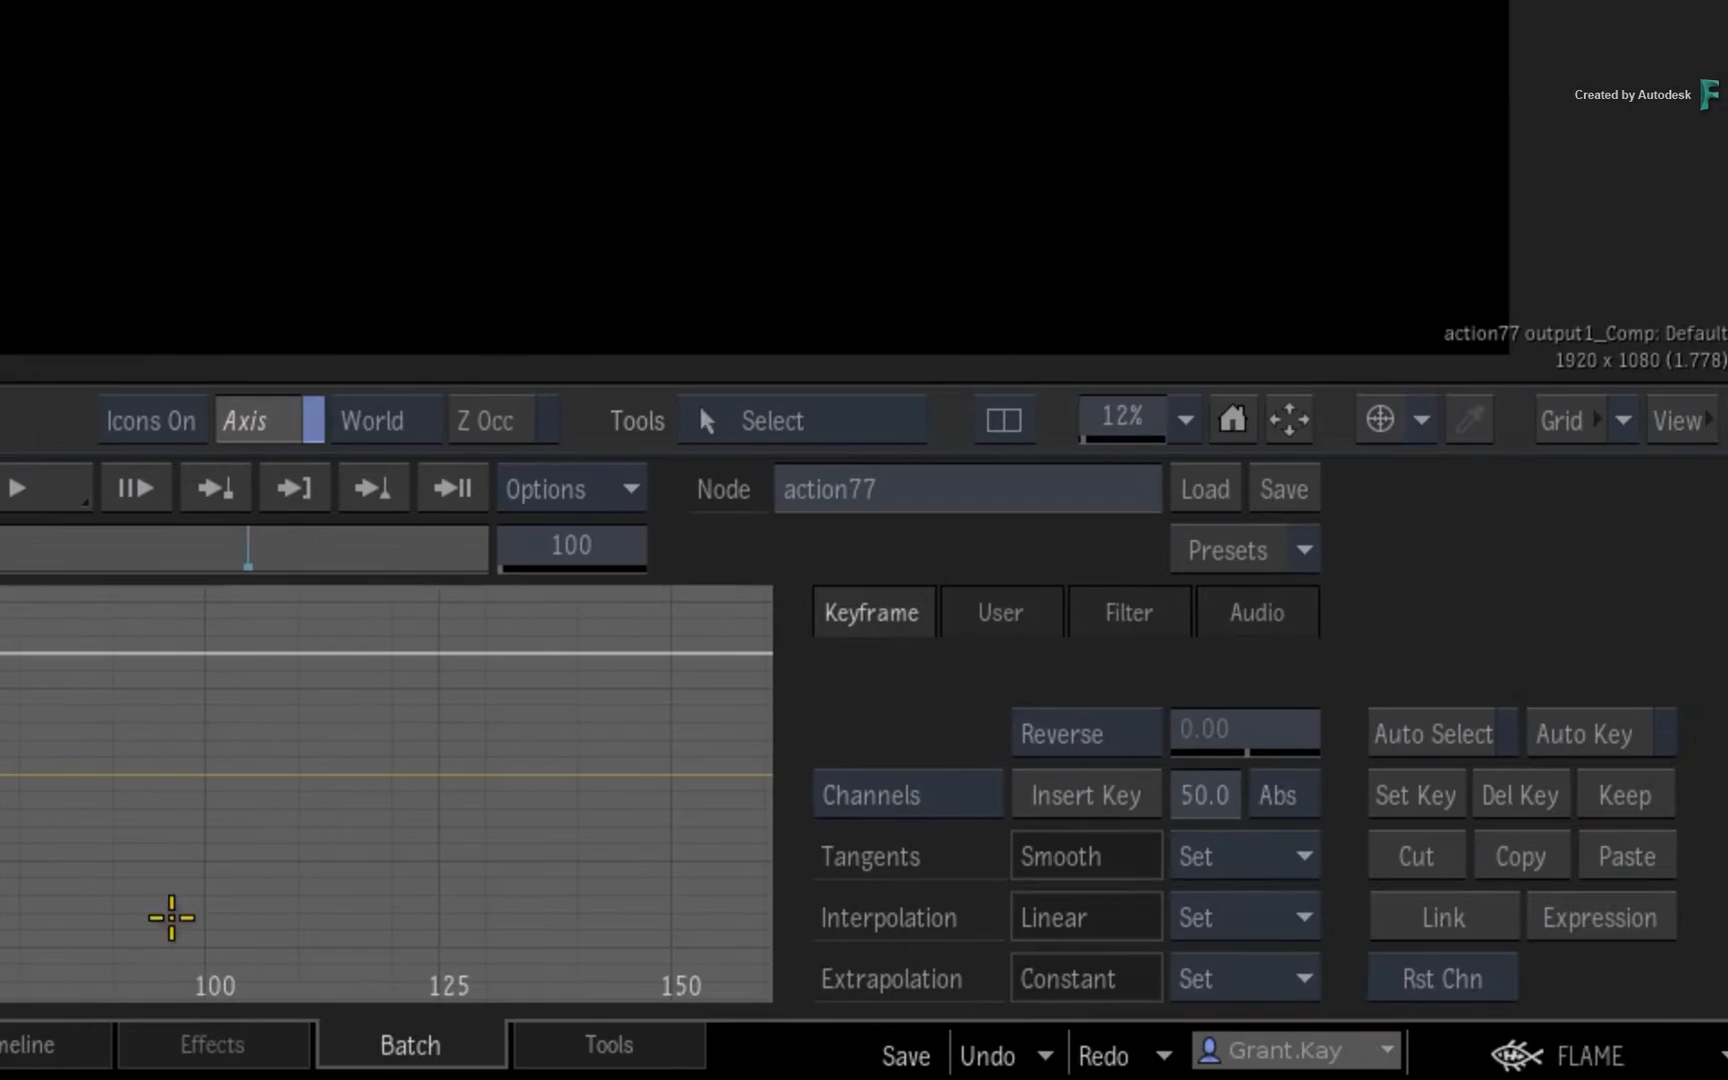 Created by Autodesk
action77 output1_Comp: Default
1920 x 1080 (1.778)
Icons On Axis World Z Occ Tools Select 12% Grid View
Options Node action77 Load Save
100 Presets
Keyframe User Filter Audio
Reverse 0.00 Auto Select Auto Key
Channels Insert Key 50.0 Abs Set Key Del Key Keep
Tangents Smooth Set Cut Copy Paste
Interpolation Linear Set Link Expression
Extrapolation Constant Set Rst Chn
100 125 150
meline Effects Batch Tools Save Undo Redo Grant.Kay FLAME